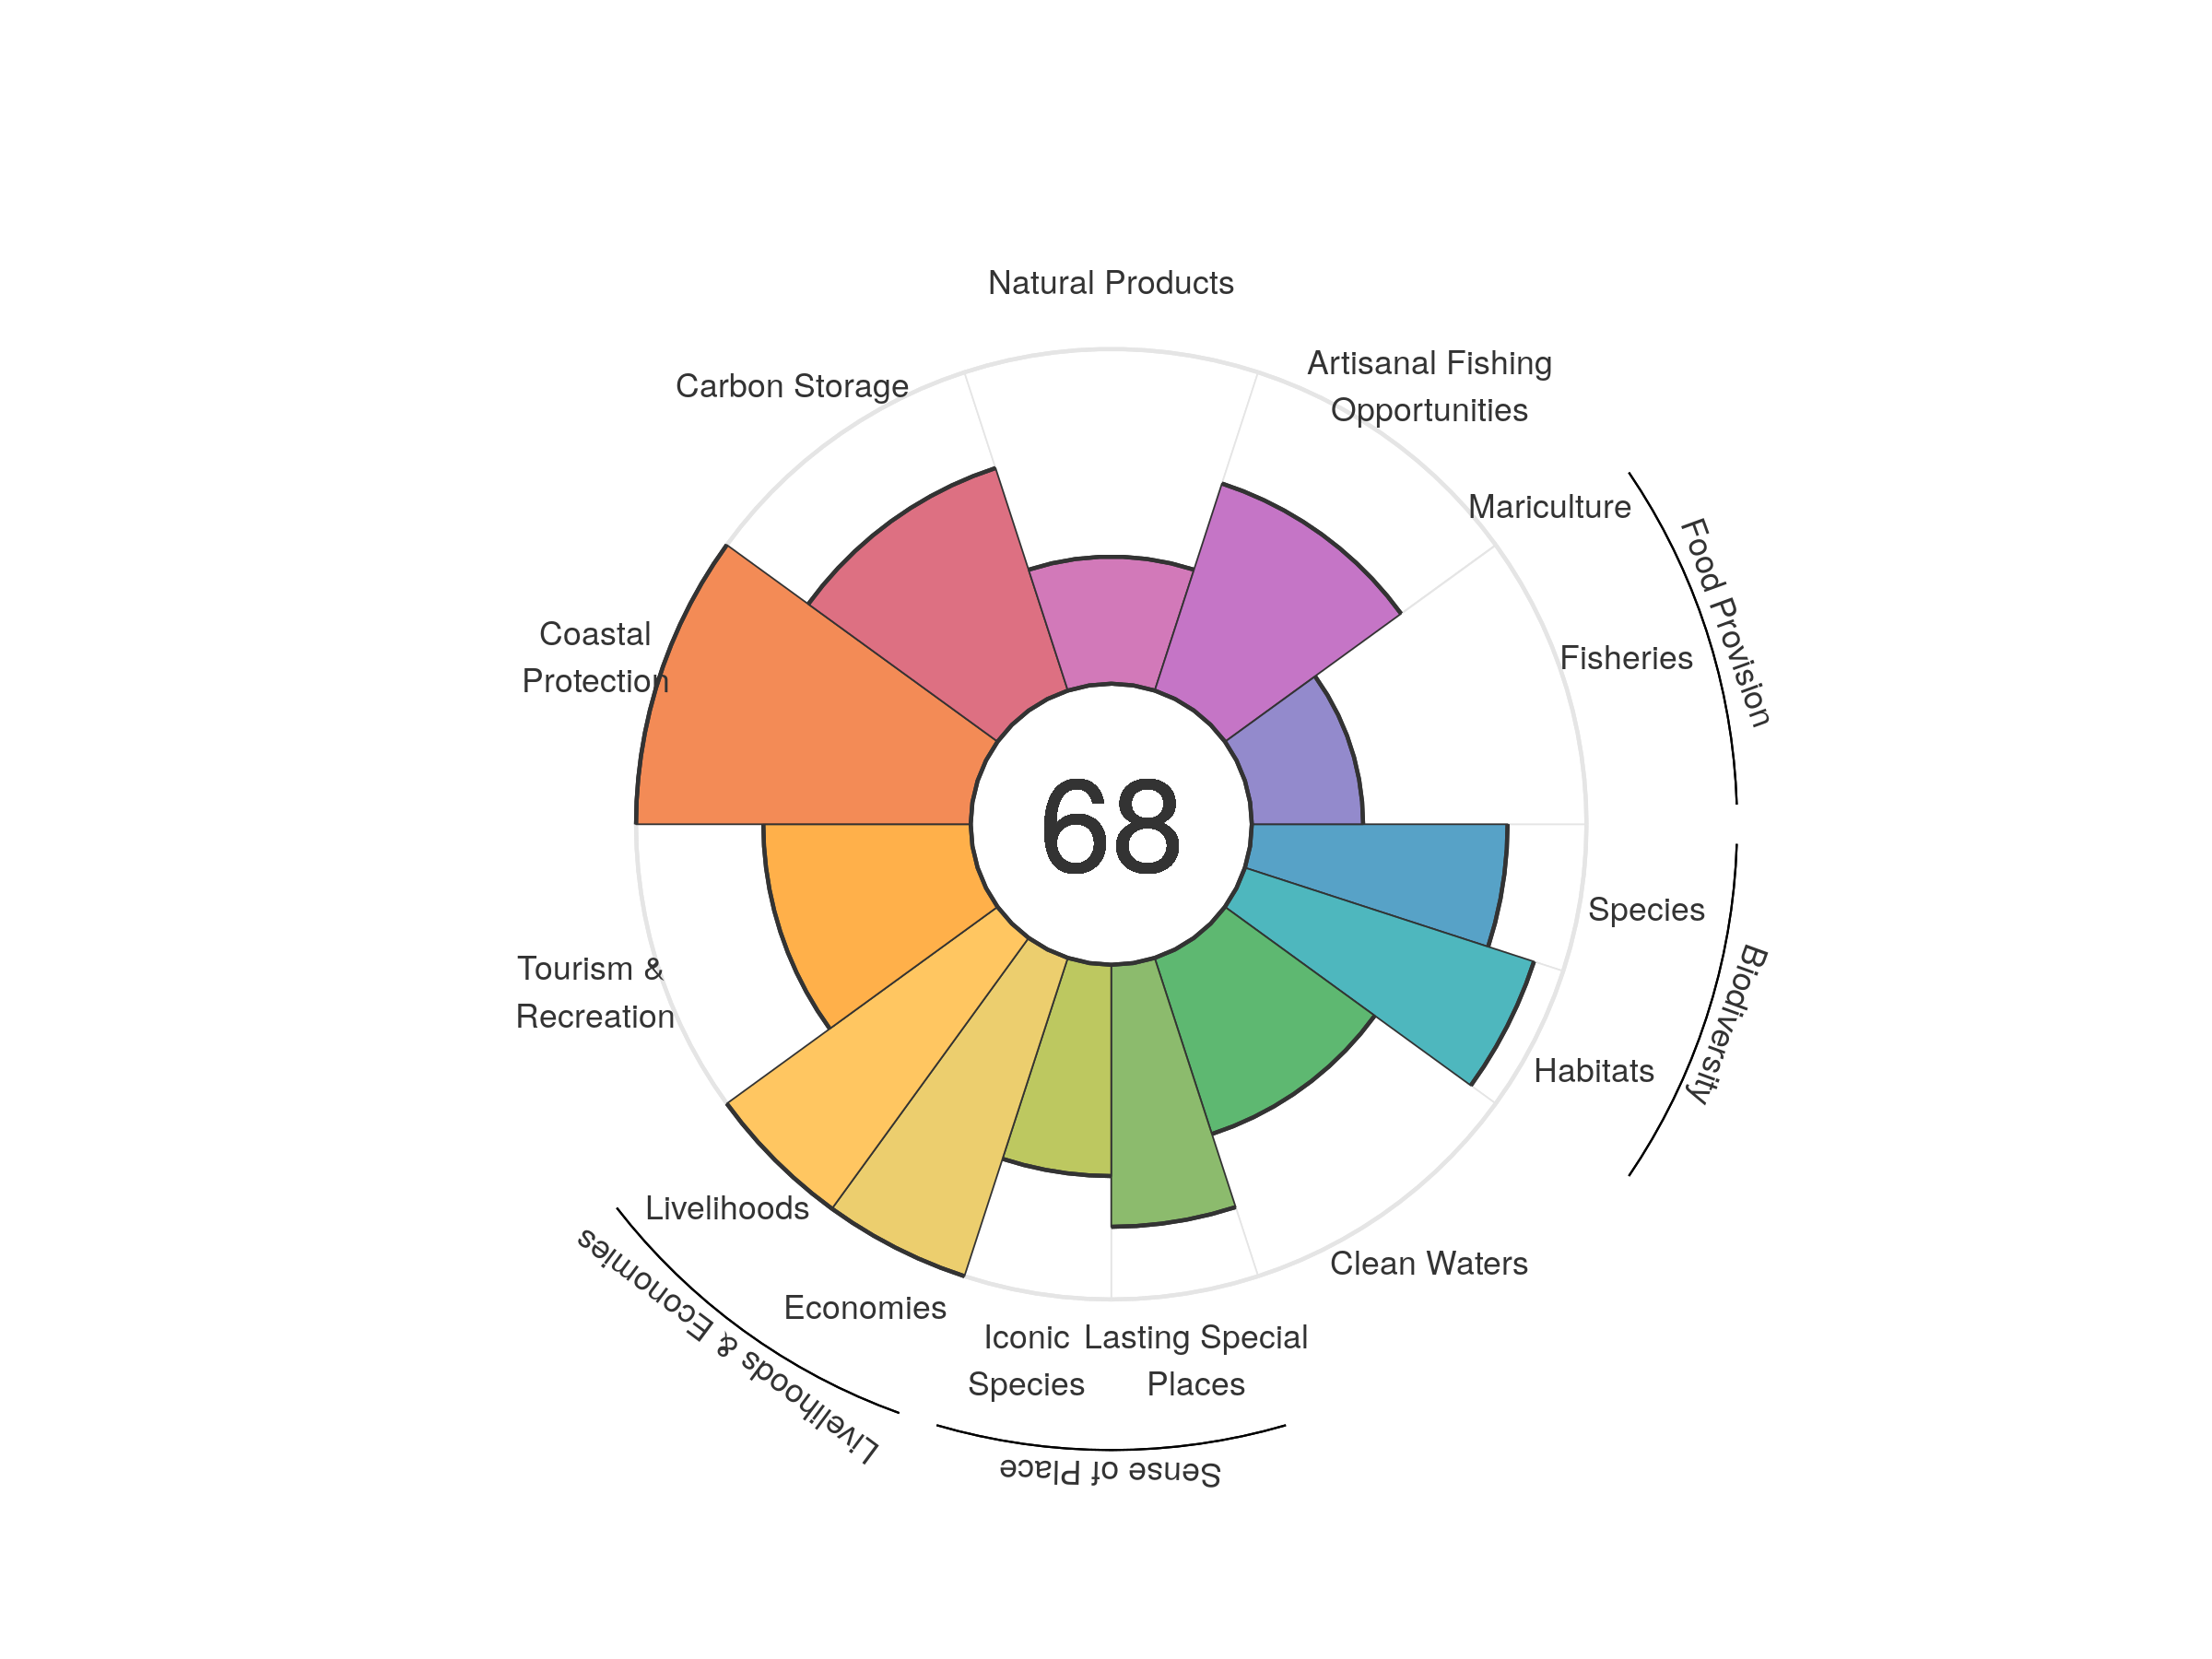 Natural Products
Artisanal Fishing
Opportunities
Carbon Storage
Mariculture
Food Provision
Coastal
Protection
Fisheries
68
Species
Biodiversity
Tourism &
Recreation
Habitats
Livelihoods
Clean Waters
Economies
Livelihoods & Economies
Iconic
Species
Lasting Special
Places
Sense of Place